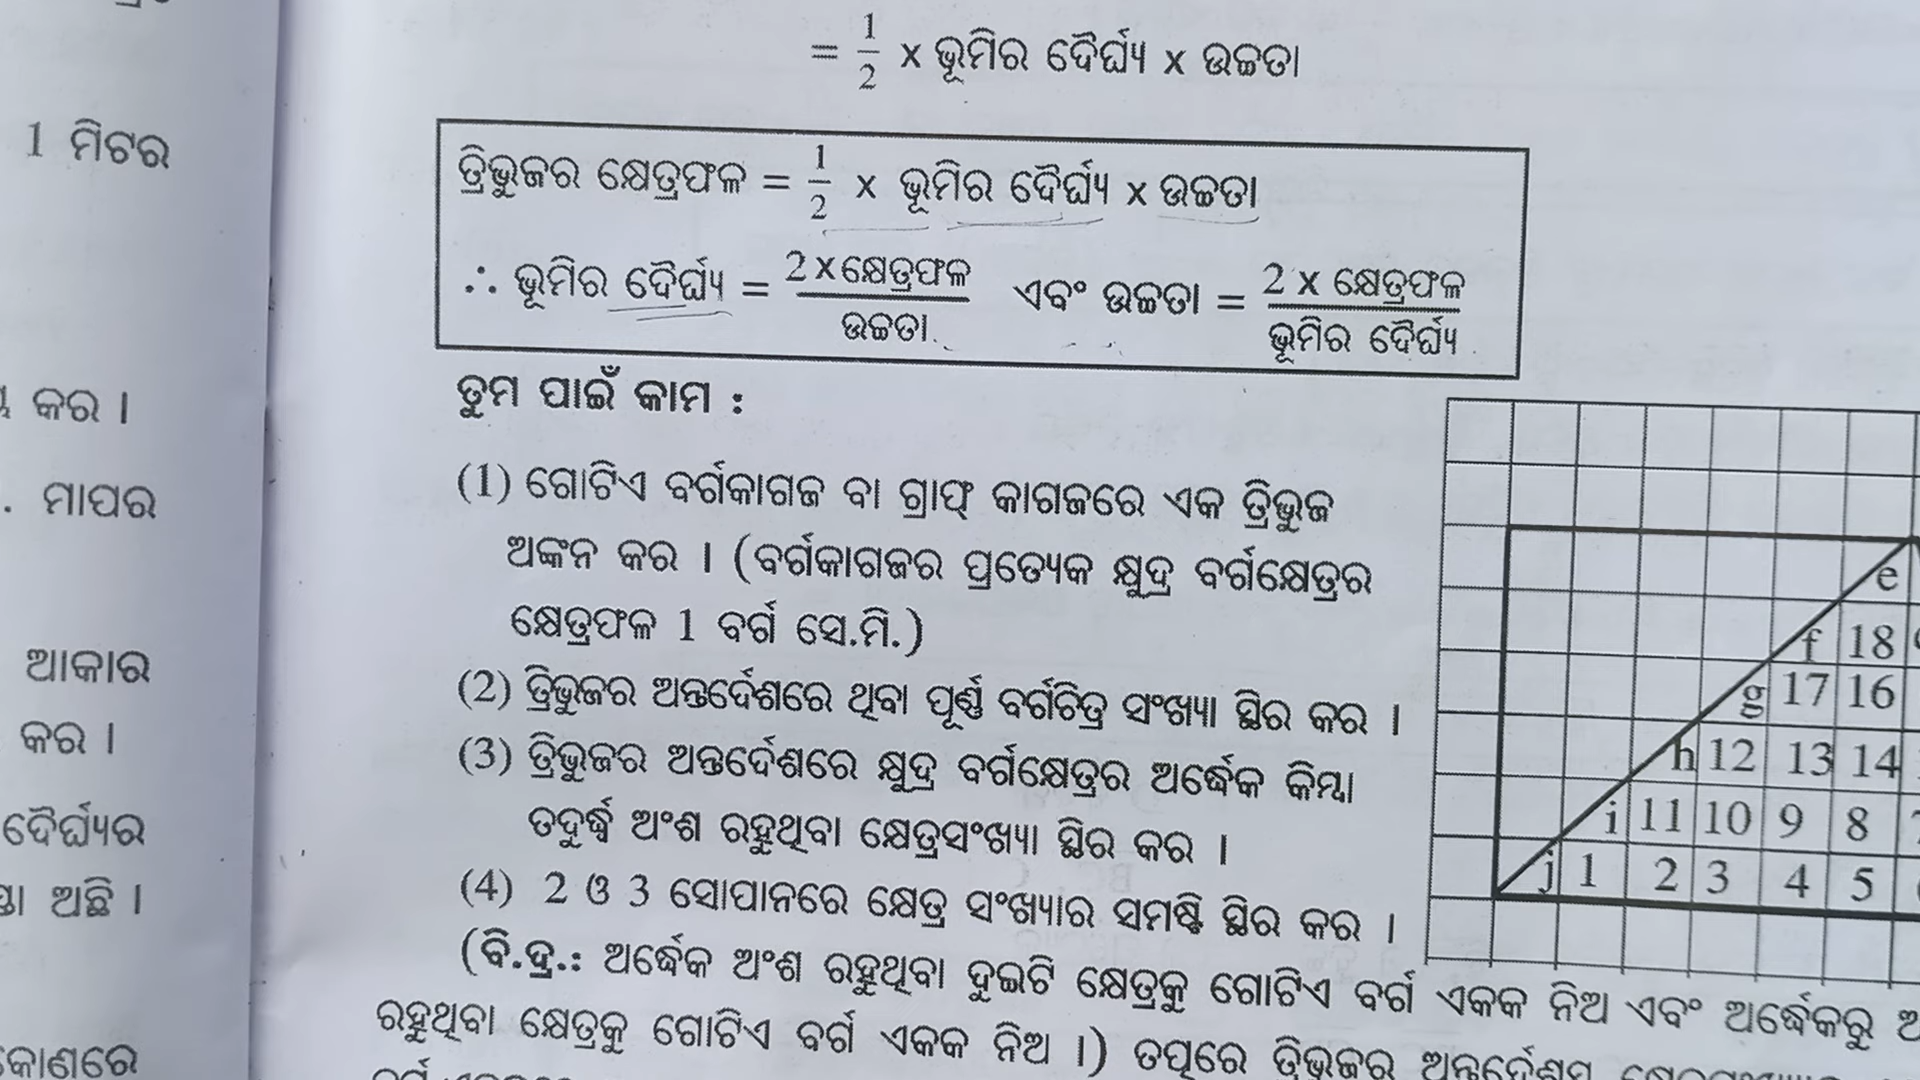 1 ମିଟର
କର ।
. ମାପର
ଆକାର
କର ।
ଦୈର୍ଘ୍ୟର
ଅଛି ।
କୋଣରେ
= 1/2 x ଭୂମିର ଦୈର୍ଘ୍ୟ x ଉଚ୍ଚତା
ତ୍ରିଭୁଜର କ୍ଷେତ୍ରଫଳ = 1/2 x ଭୂମିର ଦୈର୍ଘ୍ୟ x ଉଚ୍ଚତା
∴ ଭୂମିର ଦୈର୍ଘ୍ୟ = 2 x କ୍ଷେତ୍ରଫଳ / ଉଚ୍ଚତା ଏବଂ ଉଚ୍ଚତା = 2 x କ୍ଷେତ୍ରଫଳ / ଭୂମିର ଦୈର୍ଘ୍ୟ
ତୁମ ପାଇଁ କାମ :
(1) ଗୋଟିଏ ବର୍ଗକାଗଜ ବା ଗ୍ରାଫ୍ କାଗଜରେ ଏକ ତ୍ରିଭୁଜ
ଅଙ୍କନ କର । (ବର୍ଗକାଗଜର ପ୍ରତ୍ୟେକ କ୍ଷୁଦ୍ର ବର୍ଗକ୍ଷେତ୍ରର
କ୍ଷେତ୍ରଫଳ 1 ବର୍ଗ ସେ.ମି.)
(2) ତ୍ରିଭୁଜର ଅନ୍ତର୍ଦେଶରେ ଥିବା ପୂର୍ଣ୍ଣ ବର୍ଗଚିତ୍ର ସଂଖ୍ୟା ସ୍ଥିର କର ।
(3) ତ୍ରିଭୁଜର ଅନ୍ତର୍ଦେଶରେ କ୍ଷୁଦ୍ର ବର୍ଗକ୍ଷେତ୍ରର ଅର୍ଦ୍ଧେକ କିମ୍ବା
ତଦୁର୍ଦ୍ଧ୍ୱ ଅଂଶ ରହୁଥିବା କ୍ଷେତ୍ରସଂଖ୍ୟା ସ୍ଥିର କର ।
(4) 2 ଓ 3 ସୋପାନରେ କ୍ଷେତ୍ର ସଂଖ୍ୟାର ସମଷ୍ଟି ସ୍ଥିର କର ।
(ବି.ଦ୍ର.: ଅର୍ଦ୍ଧେକ ଅଂଶ ରହୁଥିବା ଦୁଇଟି କ୍ଷେତ୍ରକୁ ଗୋଟିଏ ବର୍ଗ ଏକକ ନିଅ ଏବଂ ଅର୍ଦ୍ଧେକରୁ
ରହୁଥିବା କ୍ଷେତ୍ରକୁ ଗୋଟିଏ ବର୍ଗ ଏକକ ନିଅ ।) ତତ୍ପରେ ତ୍ରିଭୁଜର
e
f 18
g 17 16
h 12 13 14
i 11 10 9 8
j 1 2 3 4 5